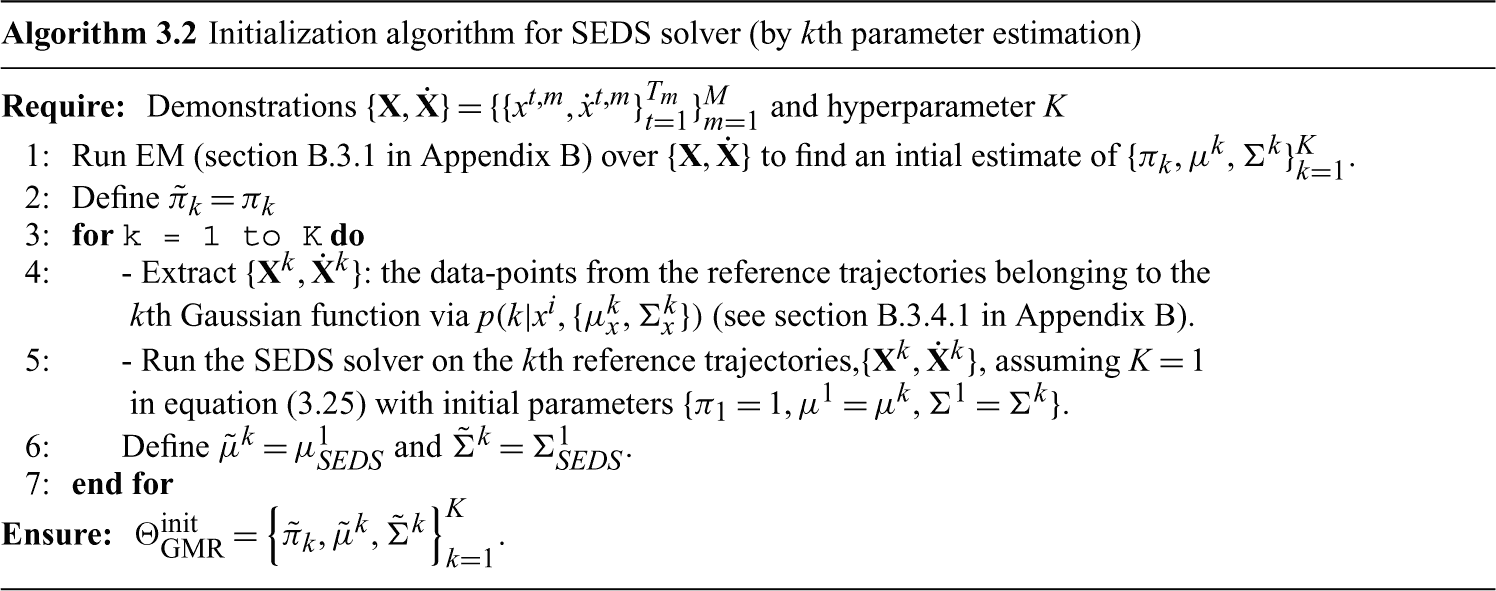 Algorithm 3.2 Initialization algorithm for SEDS solver (by kth parameter estimation)
Require: Demonstrations {𝐗, 𝐗̇} = {{x^{t,m}, ẋ^{t,m}}_{t=1}^{T_m}}_{m=1}^{M} and hyperparameter K
1: Run EM (section B.3.1 in Appendix B) over {𝐗, 𝐗̇} to find an intial estimate of {π_k, μ^k, Σ^k}_{k=1}^{K}.
2: Define π̃_k = π_k
3: for k = 1 to K do
4: - Extract {𝐗^k, 𝐗̇^k}: the data-points from the reference trajectories belonging to the
kth Gaussian function via p(k|x^i, {μ_x^k, Σ_x^k}) (see section B.3.4.1 in Appendix B).
5: - Run the SEDS solver on the kth reference trajectories,{𝐗^k, 𝐗̇^k}, assuming K = 1
in equation (3.25) with initial parameters {π_1 = 1, μ^1 = μ^k, Σ^1 = Σ^k}.
6: Define μ̃^k = μ_{SEDS}^1 and Σ̃^k = Σ_{SEDS}^1.
7: end for
Ensure: Θ_{GMR}^{init} = {π̃_k, μ̃^k, Σ̃^k}_{k=1}^{K}.